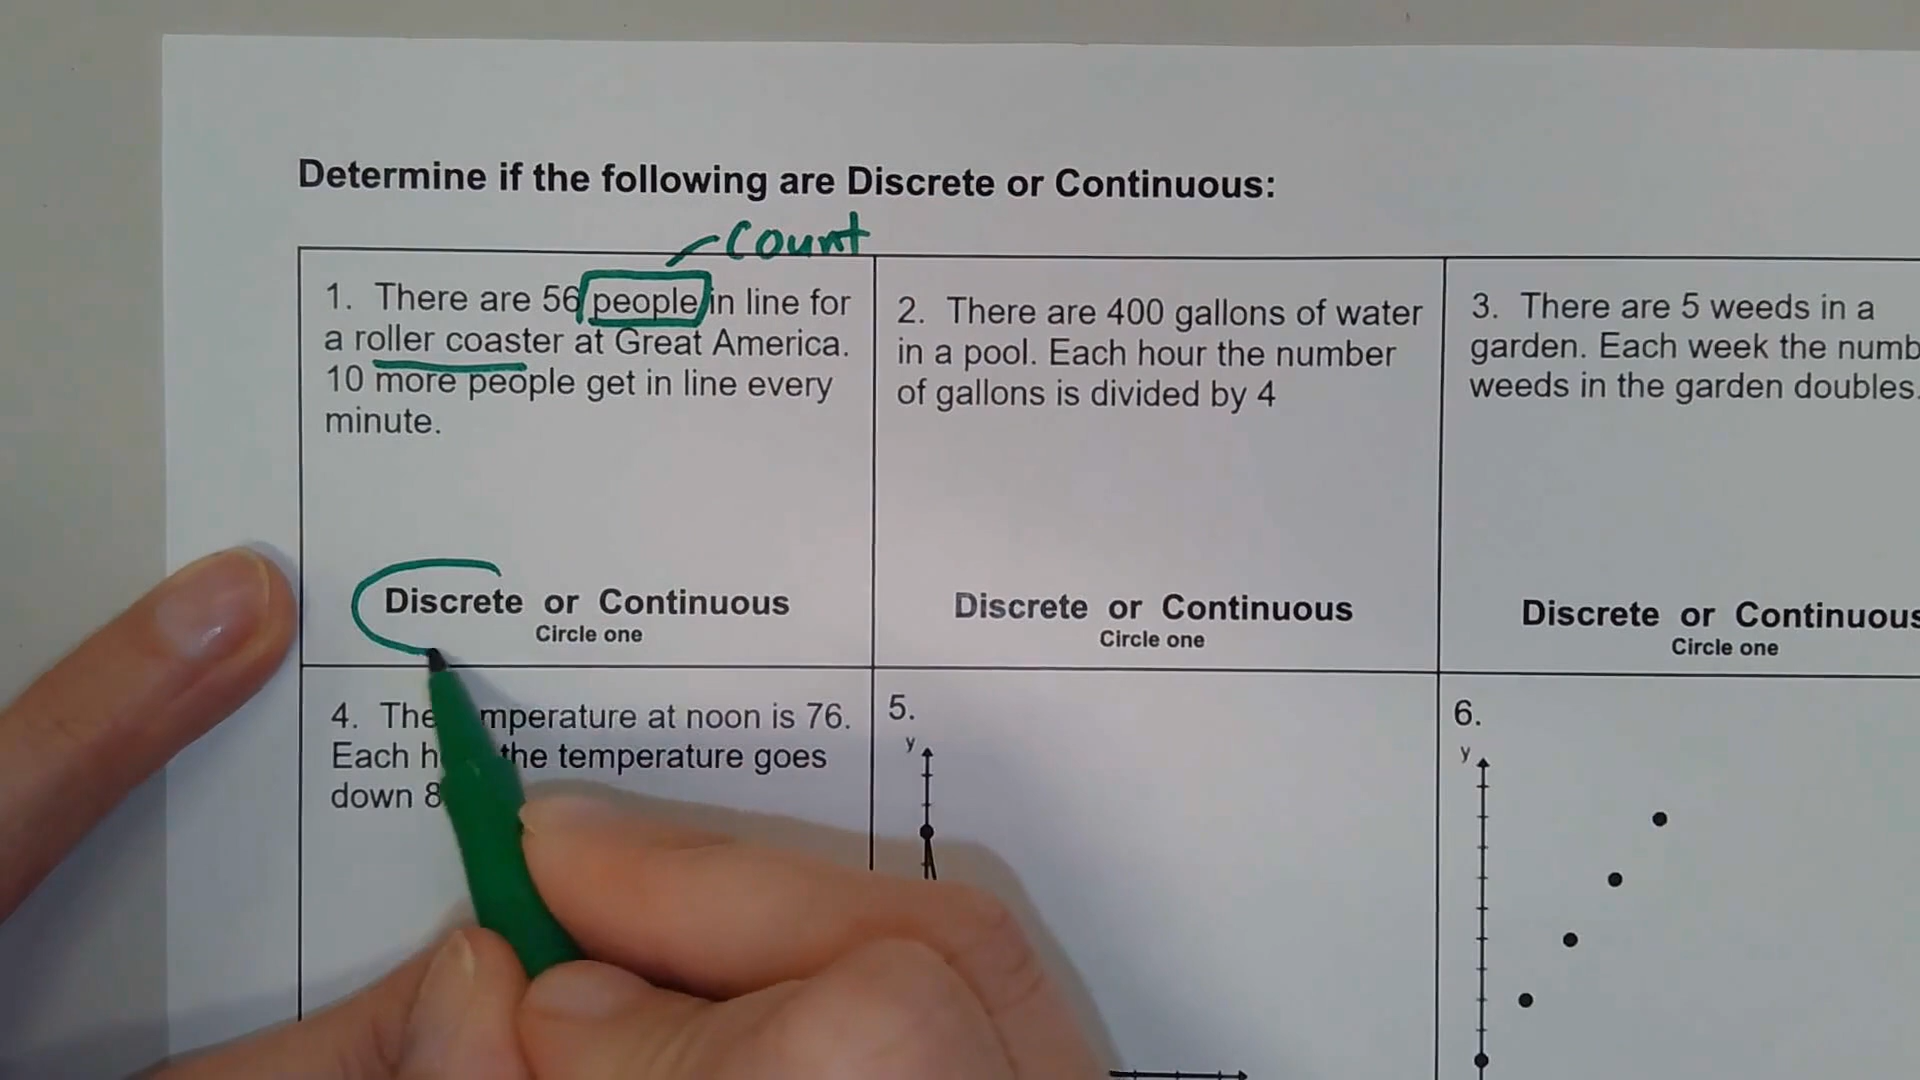 Determine if the following are Discrete or Continuous:
count
1. There are 56 people in line for
a roller coaster at Great America.
10 more people get in line every
minute.
Discrete or Continuous
Circle one
2. There are 400 gallons of water
in a pool. Each hour the number
of gallons is divided by 4
Discrete or Continuous
Circle one
3. There are 5 weeds in a
garden. Each week the numb
weeds in the garden doubles.
Discrete or Continuous
Circle one
4. The mperature at noon is 76.
Each h the temperature goes
down 8
5.
y
6.
y